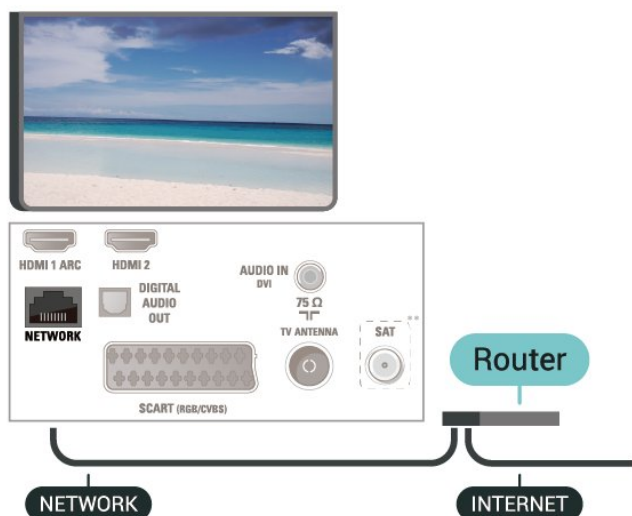 HDMI 1 ARC
HDMI 2
AUDIO IN
DVI
DIGITAL
AUDIO
OUT
75 Ω
NETWORK
TV ANTENNA
SAT
**
SCART (RGB/CVBS)
Router
NETWORK
INTERNET